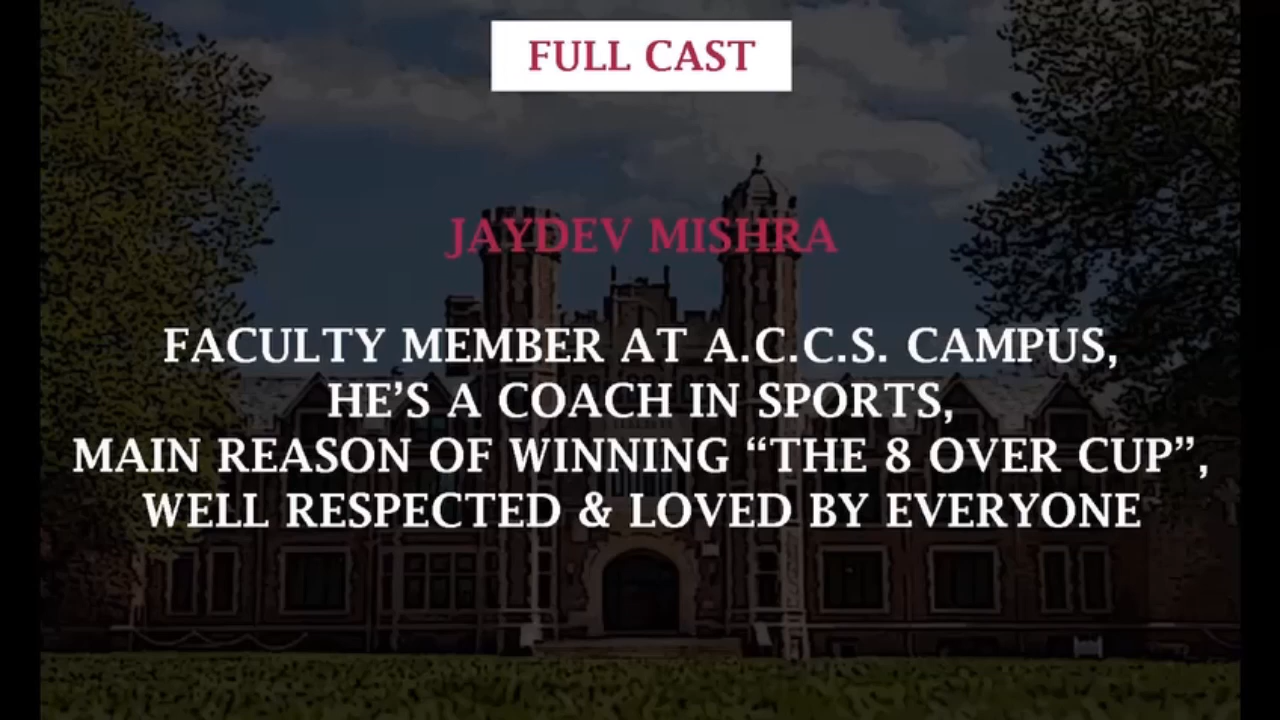 FULL CAST
JAYDEV MISHRA
FACULTY MEMBER AT A.C.C.S. CAMPUS,
HE’S A COACH IN SPORTS,
MAIN REASON OF WINNING “THE 8 OVER CUP”,
WELL RESPECTED & LOVED BY EVERYONE